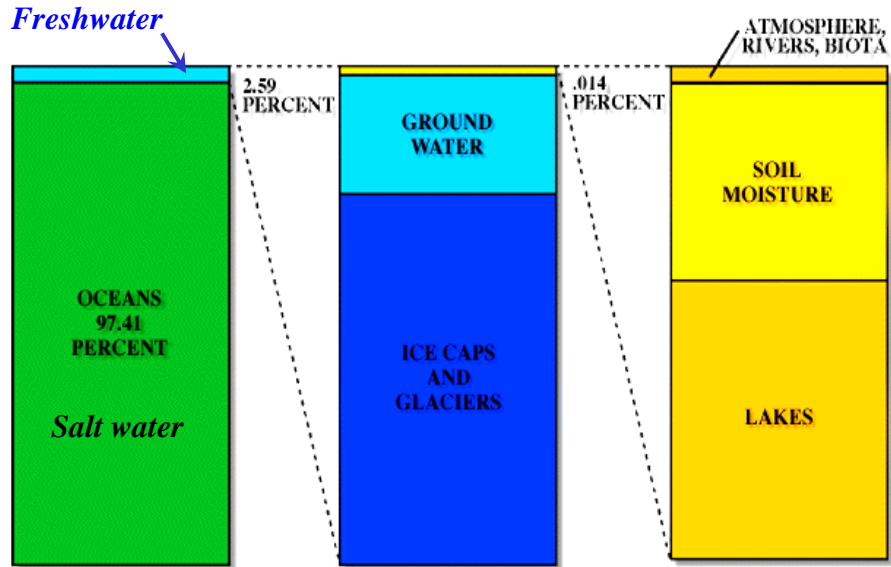 Freshwater
ATMOSPHERE,
RIVERS, BIOTA
2.59
PERCENT
.014
PERCENT
GROUND
WATER
SOIL
MOISTURE
OCEANS
97.41
PERCENT
ICE CAPS
AND
GLACIERS
Salt water
LAKES